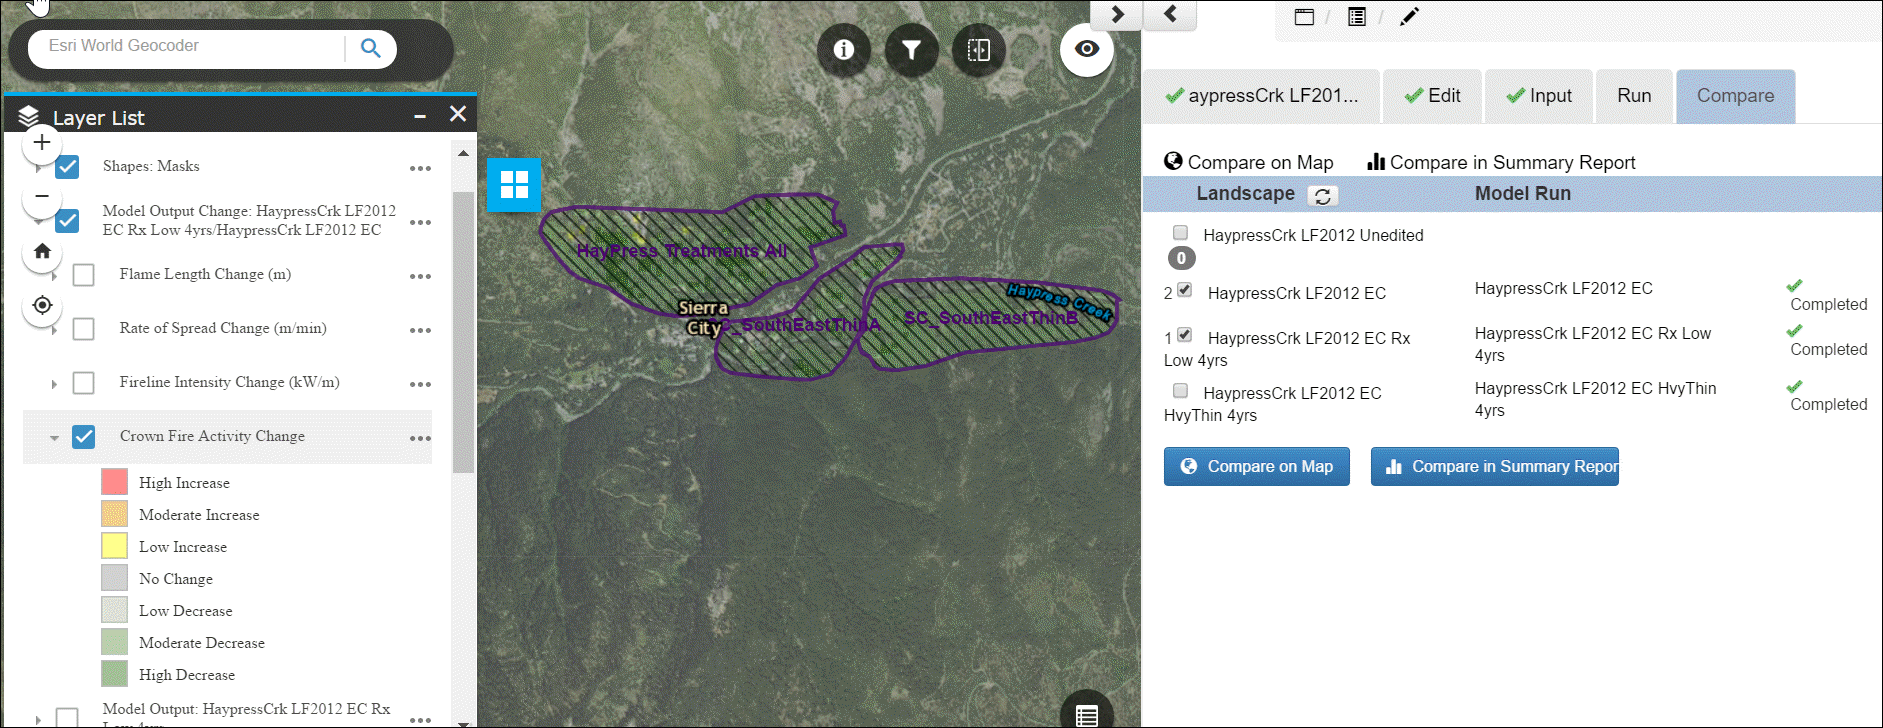 Esri World Geocoder
Layer List
Shapes: Masks
Model Output Change: HaypressCrk LF2012
EC Rx Low 4yrs/HaypressCrk LF2012 EC
Flame Length Change (m)
Rate of Spread Change (m/min)
Fireline Intensity Change (kW/m)
Crown Fire Activity Change
High Increase
Moderate Increase
Low Increase
No Change
Low Decrease
Moderate Decrease
High Decrease
Model Output: HaypressCrk LF2012 EC Rx
Low 4yrs
HayPress Treatments All
Sierra
City
SC_SouthEastThinA
SC_SouthEastThinB
Haypress Creek
aypressCrk LF201...
Edit
Input
Run
Compare
Compare on Map
Compare in Summary Report
Landscape
Model Run
HaypressCrk LF2012 Unedited
0
2 HaypressCrk LF2012 EC
HaypressCrk LF2012 EC
Completed
1 HaypressCrk LF2012 EC Rx
Low 4yrs
HaypressCrk LF2012 EC Rx Low
4yrs
Completed
HaypressCrk LF2012 EC
HvyThin 4yrs
HaypressCrk LF2012 EC HvyThin
4yrs
Completed
Compare on Map
Compare in Summary Repor